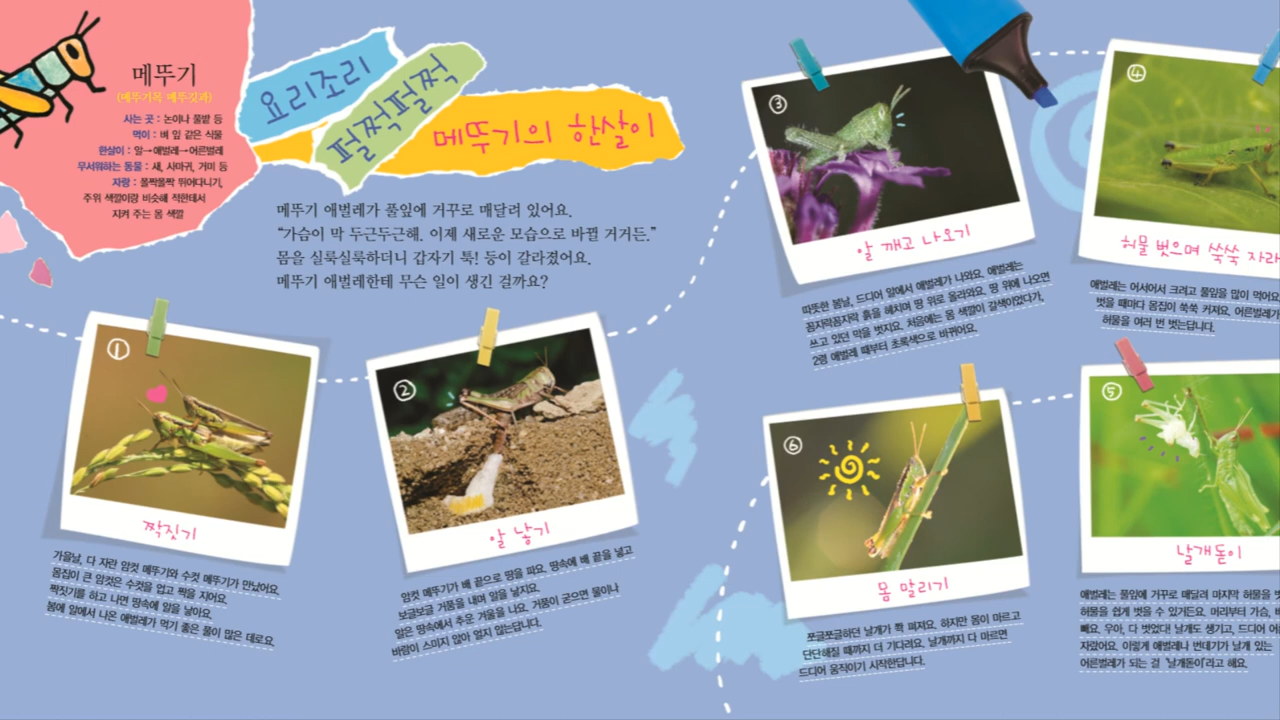 메뚜기
(메뚜기목 메뚜깃과)
사는 곳 : 논이나 풀밭 등
먹이 : 벼 잎 같은 식물
한살이 : 알→애벌레→어른벌레
무서워하는 동물 : 새, 사마귀, 거미 등
자랑 : 폴짝폴짝 뛰어다니기,
주위 색깔이랑 비슷해 적한테서
지켜 주는 몸 색깔
요리조리
펄쩍펄쩍
메뚜기의 한살이
메뚜기 애벌레가 풀잎에 거꾸로 매달려 있어요.
“가슴이 막 두근두근해. 이제 새로운 모습으로 바뀔 거거든.”
몸을 실룩실룩하더니 갑자기 툭! 등이 갈라졌어요.
메뚜기 애벌레한테 무슨 일이 생긴 걸까요?
①
짝짓기
가을날, 다 자란 암컷 메뚜기와 수컷 메뚜기가 만났어요.
몸집이 큰 암컷은 수컷을 업고 짝을 지어요.
짝짓기를 하고 나면 땅속에 알을 낳아요.
봄에 알에서 나온 애벌레가 먹기 좋은 풀이 많은 데로요.
②
알 낳기
암컷 메뚜기가 배 끝으로 땅을 파요. 땅속에 배 끝을 넣고
보글보글 거품을 내며 알을 낳지요.
알은 땅속에서 추운 겨울을 나요. 거품이 굳으면 물이나
바람이 스미지 않아 얼지 않는답니다.
③
알 깨고 나오기
따뜻한 봄날, 드디어 알에서 애벌레가 나와요. 애벌레는
꼼지락꼼지락 흙을 헤치며 땅 위로 올라와요. 땅 위에 나오면
쓰고 있던 막을 벗지요. 처음에는 몸 색깔이 갈색이었다가,
2령 애벌레 때부터 초록색으로 바뀌어요.
④
허물 벗으며 쑥쑥 자라
애벌레는 어서어서 크려고 풀잎을 많이 먹어요
벗을 때마다 몸집이 쑥쑥 커져요. 어른벌레가
허물을 여러 번 벗는답니다.
⑤
날개돋이
애벌레는 풀잎에 거꾸로 매달려 마지막 허물을
허물을 쉽게 벗을 수 있거든요. 머리부터 가슴,
빼요. 우아, 다 벗었다! 날개도 생기고, 드디어
자랐어요. 이렇게 애벌레나 번데기가 날개 있는
어른벌레가 되는 걸 '날개돋이'라고 해요.
⑥
몸 말리기
쪼글쪼글하던 날개가 쫙 펴져요. 하지만 몸이 마르고
단단해질 때까지 더 기다려요. 날개까지 다 마르면
드디어 움직이기 시작한답니다.